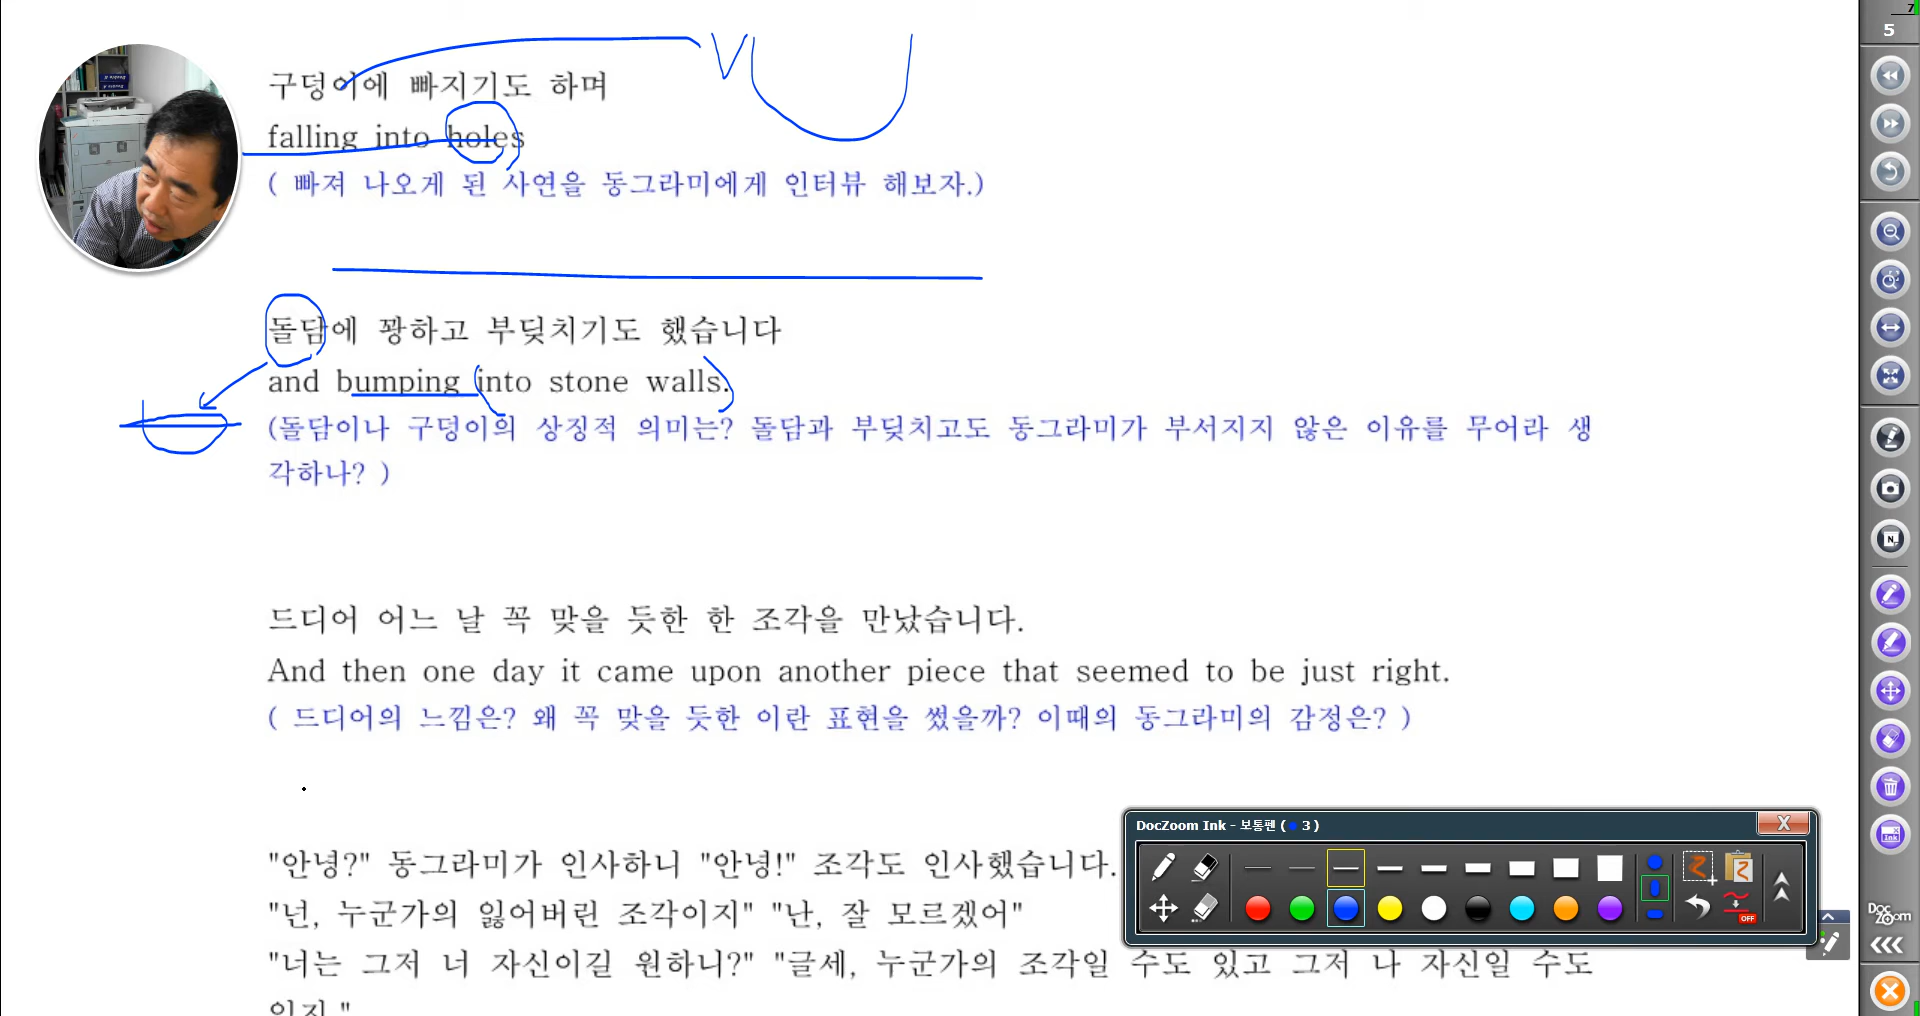 7
5
구덩이에 빠지기도 하며
falling into holes
( 빠져 나오게 된 사연을 동그라미에게 인터뷰 해보자.)
돌담에 꽝하고 부딪치기도 했습니다
and bumping into stone walls.
(돌담이나 구덩이의 상징적 의미는? 돌담과 부딪치고도 동그라미가 부서지지 않은 이유를 무어라 생
각하나? )
드디어 어느 날 꼭 맞을 듯한 한 조각을 만났습니다.
And then one day it came upon another piece that seemed to be just right.
( 드디어의 느낌은? 왜 꼭 맞을 듯한 이란 표현을 썼을까? 이때의 동그라미의 감정은? )
"안녕?" 동그라미가 인사하니 "안녕!" 조각도 인사했습니다.
"넌, 누군가의 잃어버린 조각이지" "난, 잘 모르겠어"
"너는 그저 너 자신이길 원하니?" "글세, 누군가의 조각일 수도 있고 그저 나 자신일 수도
있지."
DocZoom Ink - 보통펜 ( 3 )
X
OFF
N
Ink
Doc
Zoom